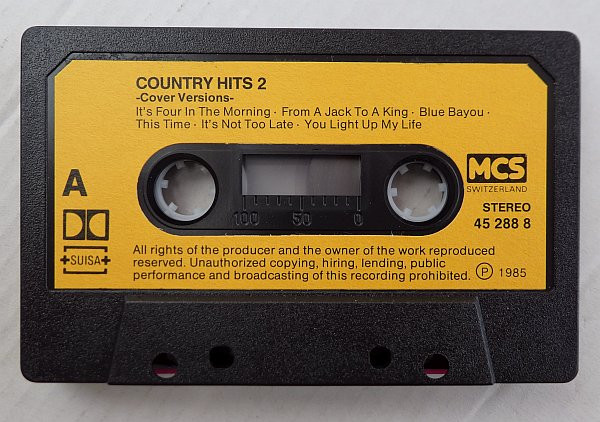 COUNTRY HITS 2
-Cover Versions-
It's Four In The Morning · From A Jack To A King · Blue Bayou ·
This Time · It's Not Too Late · You Light Up My Life
A
MCS
SWITZERLAND
100 50 0
STEREO
45 288 8
SUISA
All rights of the producer and the owner of the work reproduced
reserved. Unauthorized copying, hiring, lending, public
performance and broadcasting of this recording prohibited. Ⓟ 1985